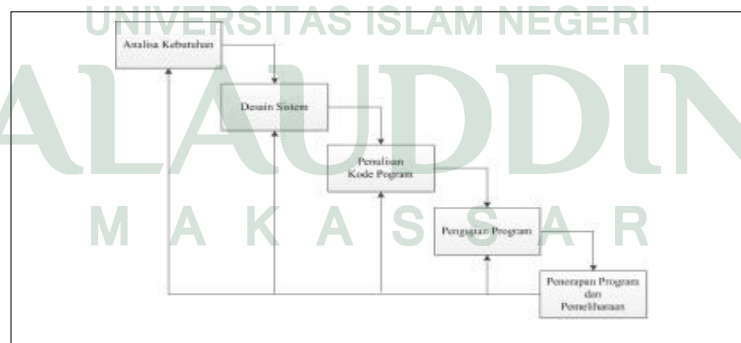 UNIVERSITAS ISLAM NEGERI
ALAUDDIN
M A K A S S A R
Analisa Kebutuhan
Desain Sistem
Penulisan
Kode Pogram
Pengujian Program
Penerapan Program
dan
Pemeliharaan